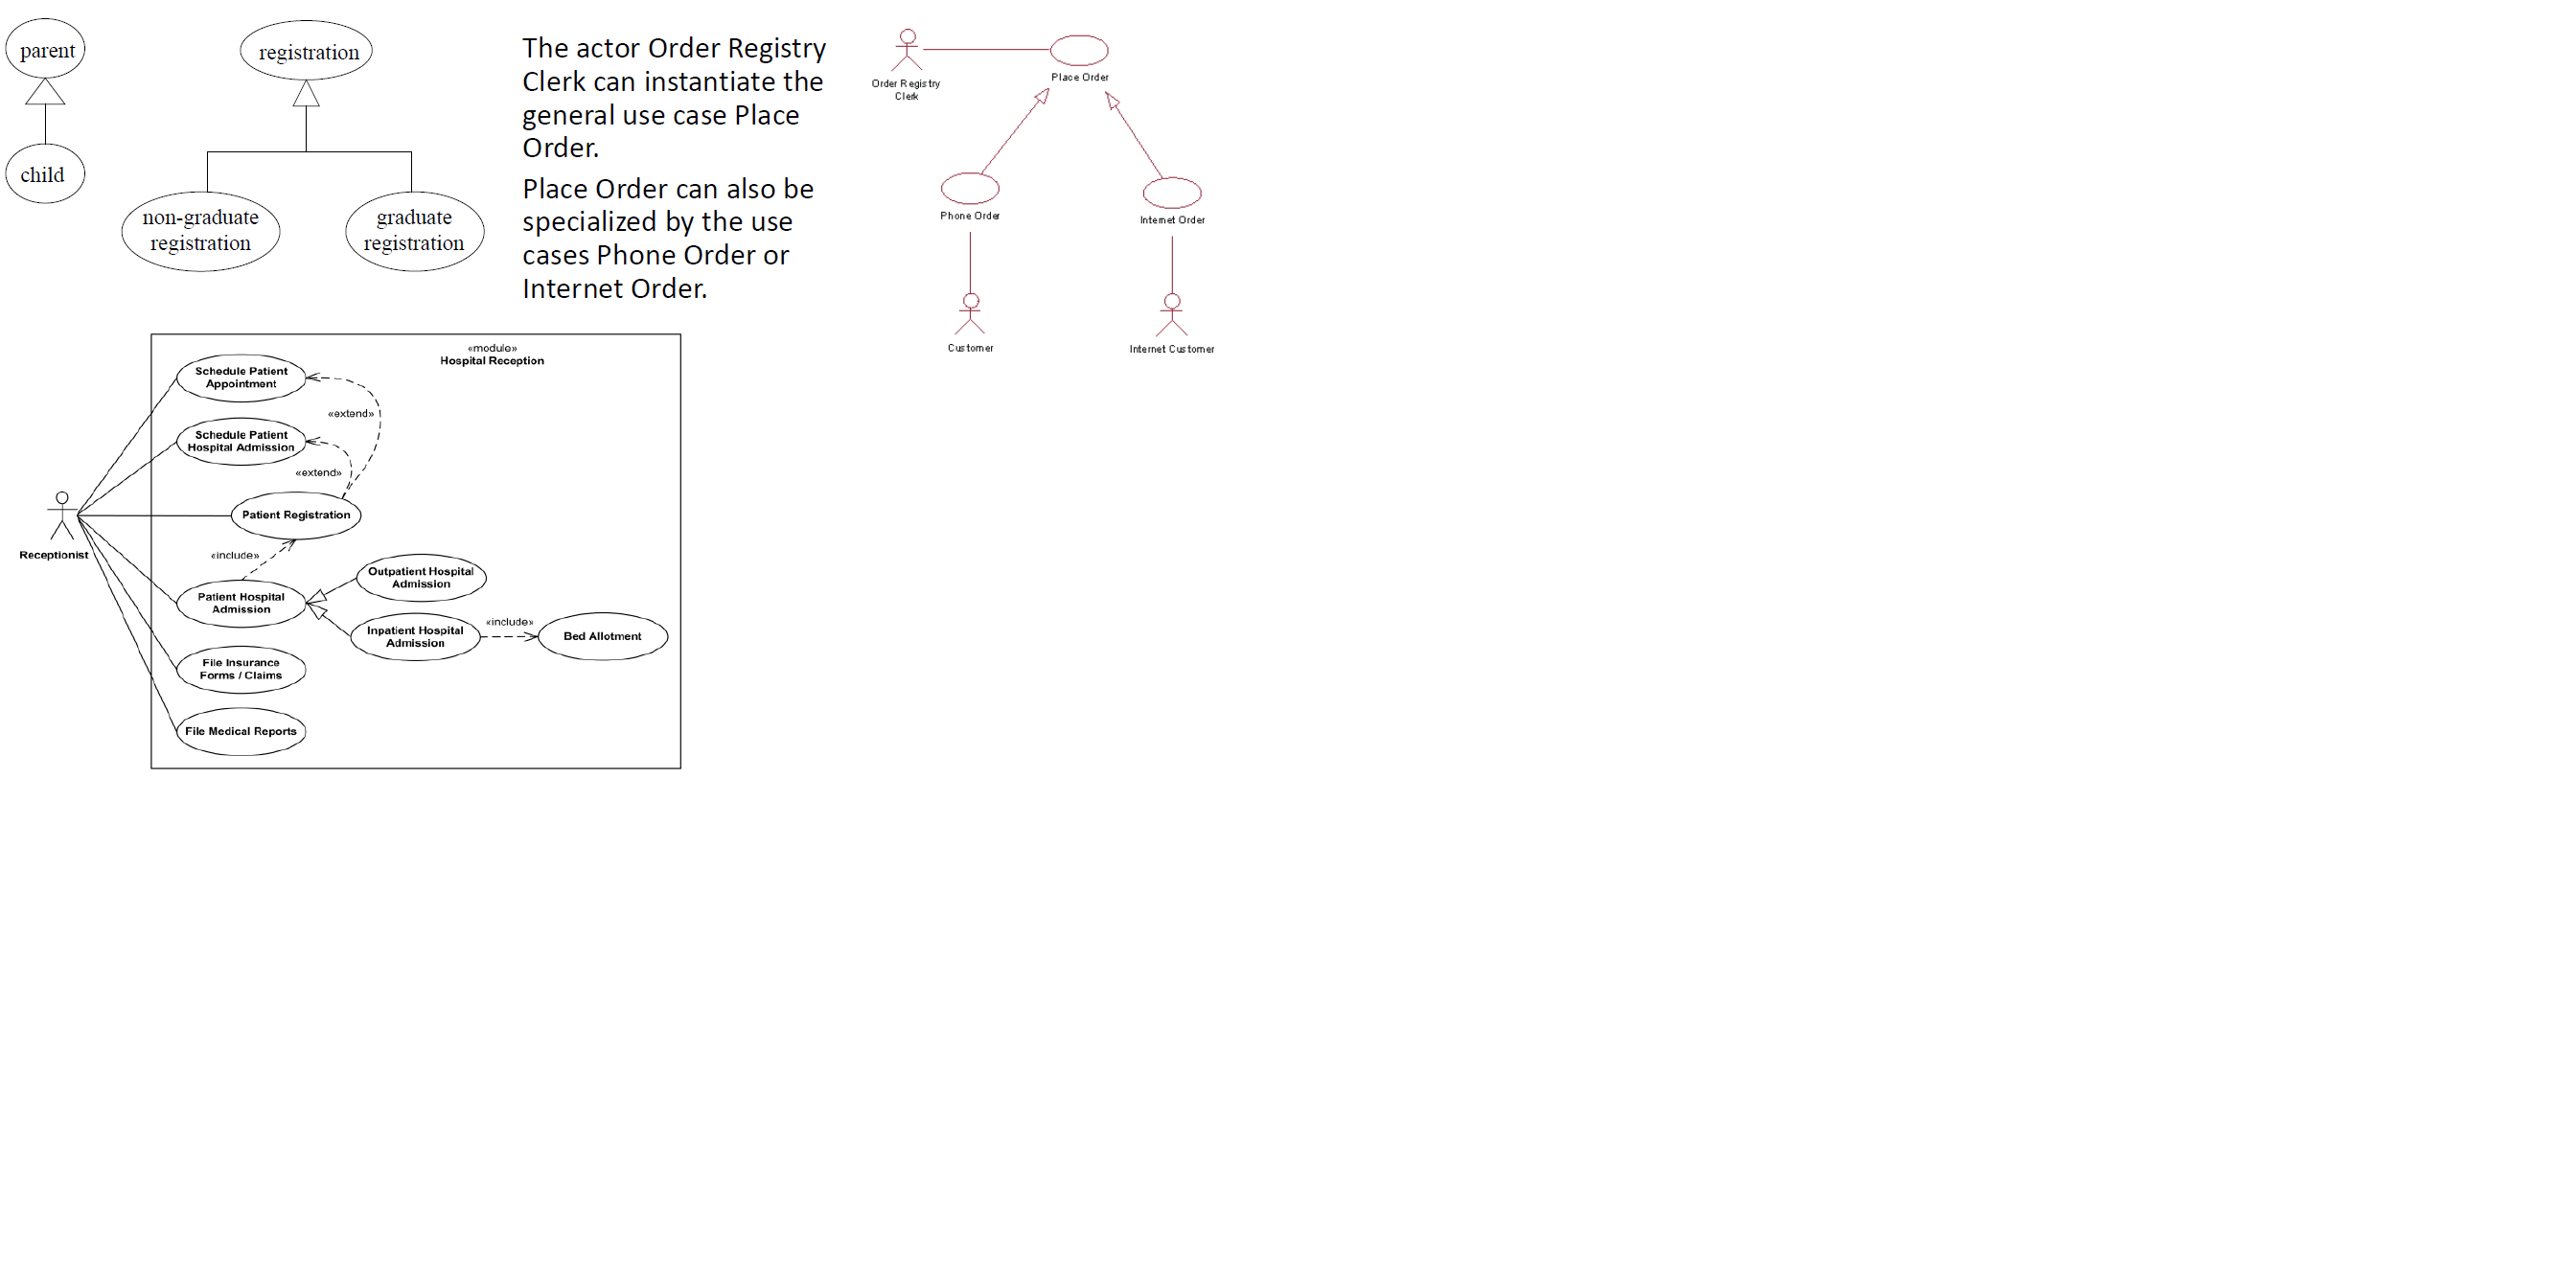 parent
child
registration
non-graduate
registration
graduate
registration
The actor Order Registry
Clerk can instantiate the
general use case Place
Order.
Place Order can also be
specialized by the use
cases Phone Order or
Internet Order.
Order Registry
Clerk
Place Order
Phone Order
Internet Order
Customer
Internet Customer
«module»
Hospital Reception
Schedule Patient
Appointment
«extend»
Schedule Patient
Hospital Admission
«extend»
Patient Registration
Receptionist
«include»
Outpatient Hospital
Admission
Patient Hospital
Admission
Inpatient Hospital
Admission
«include»
Bed Allotment
File Insurance
Forms / Claims
File Medical Reports